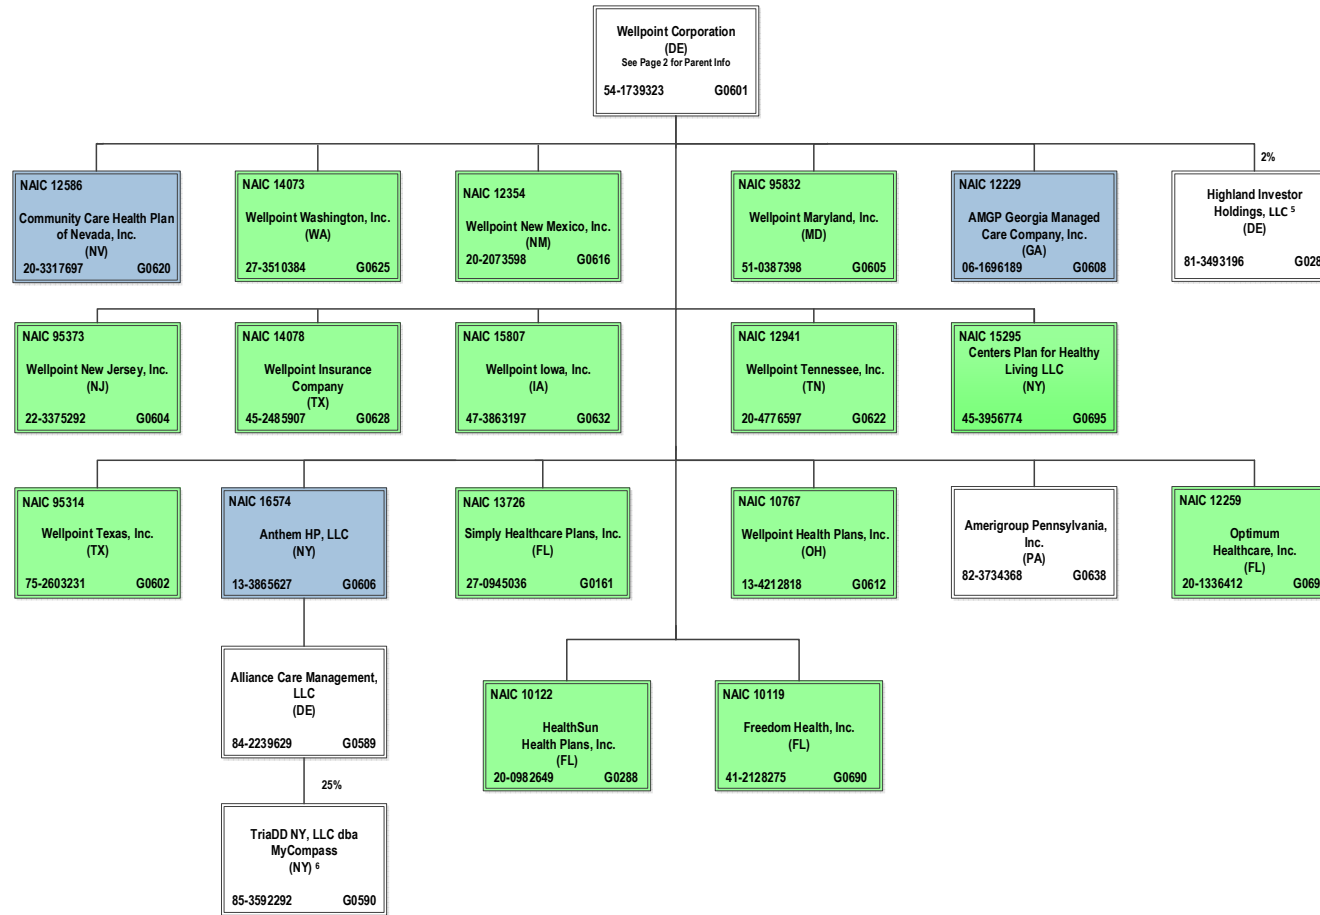 Wellpoint Corporation
(DE)
See Page 2 for Parent Info
54-1739323 G0601
2%
NAIC 12586
Community Care Health Plan
of Nevada, Inc.
(NV)
20-3317697 G0620
NAIC 14073
Wellpoint Washington, Inc.
(WA)
27-3510384 G0625
NAIC 12354
Wellpoint New Mexico, Inc.
(NM)
20-2073598 G0616
NAIC 95832
Wellpoint Maryland, Inc.
(MD)
51-0387398 G0605
NAIC 12229
AMGP Georgia Managed
Care Company, Inc.
(GA)
06-1696189 G0608
Highland Investor
Holdings, LLC ⁵
(DE)
81-3493196 G028
NAIC 95373
Wellpoint New Jersey, Inc.
(NJ)
22-3375292 G0604
NAIC 14078
Wellpoint Insurance
Company
(TX)
45-2485907 G0628
NAIC 15807
Wellpoint Iowa, Inc.
(IA)
47-3863197 G0632
NAIC 12941
Wellpoint Tennessee, Inc.
(TN)
20-4776597 G0622
NAIC 15295
Centers Plan for Healthy
Living LLC
(NY)
45-3956774 G0695
NAIC 95314
Wellpoint Texas, Inc.
(TX)
75-2603231 G0602
NAIC 16574
Anthem HP, LLC
(NY)
13-3865627 G0606
NAIC 13726
Simply Healthcare Plans, Inc.
(FL)
27-0945036 G0161
NAIC 10767
Wellpoint Health Plans, Inc.
(OH)
13-4212818 G0612
Amerigroup Pennsylvania,
Inc.
(PA)
82-3734368 G0638
NAIC 12259
Optimum
Healthcare, Inc.
(FL)
20-1336412 G069
Alliance Care Management,
LLC
(DE)
84-2239629 G0589
NAIC 10122
HealthSun
Health Plans, Inc.
(FL)
20-0982649 G0288
NAIC 10119
Freedom Health, Inc.
(FL)
41-2128275 G0690
25%
TriaDD NY, LLC dba
MyCompass
(NY) ⁶
85-3592292 G0590